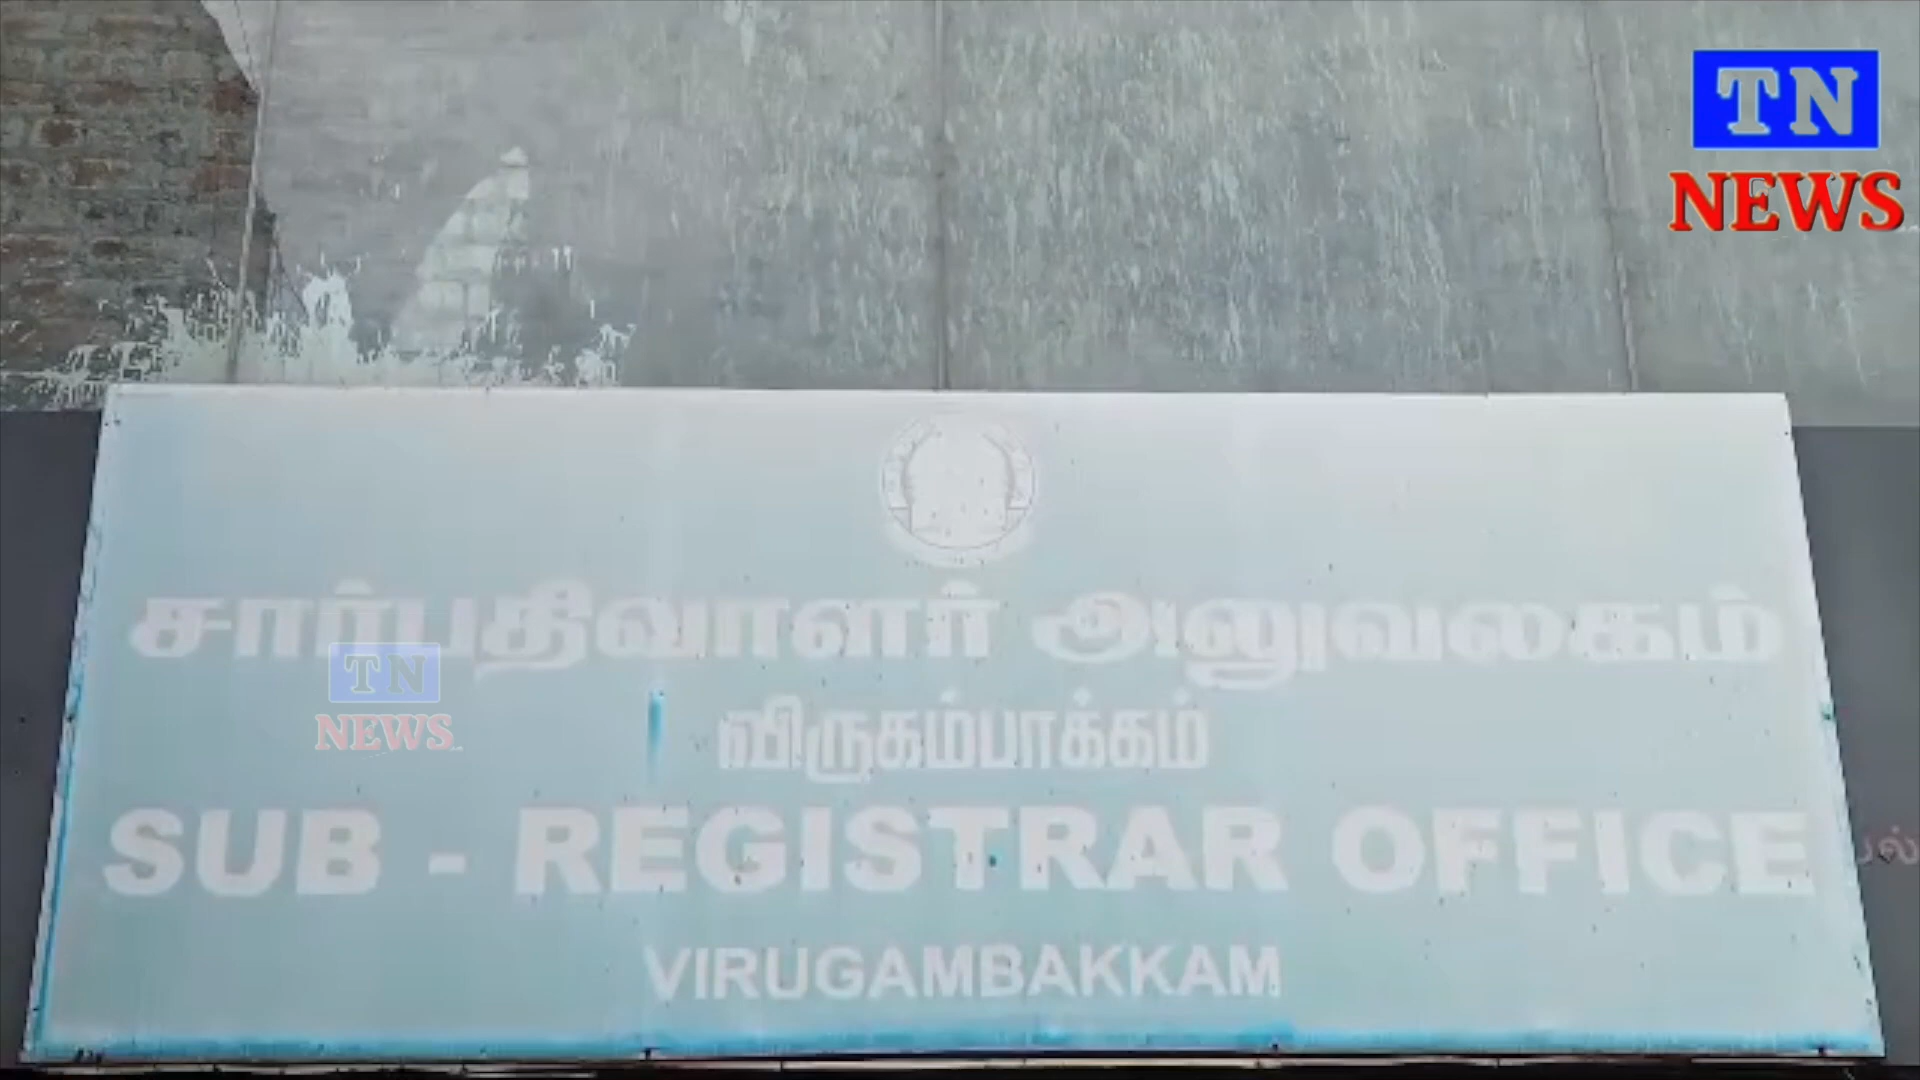 TN
NEWS
சார்பதிவாளர் அலுவலகம்
TN
NEWS
விருகம்பாக்கம்
SUB - REGISTRAR OFFICE
VIRUGAMBAKKAM